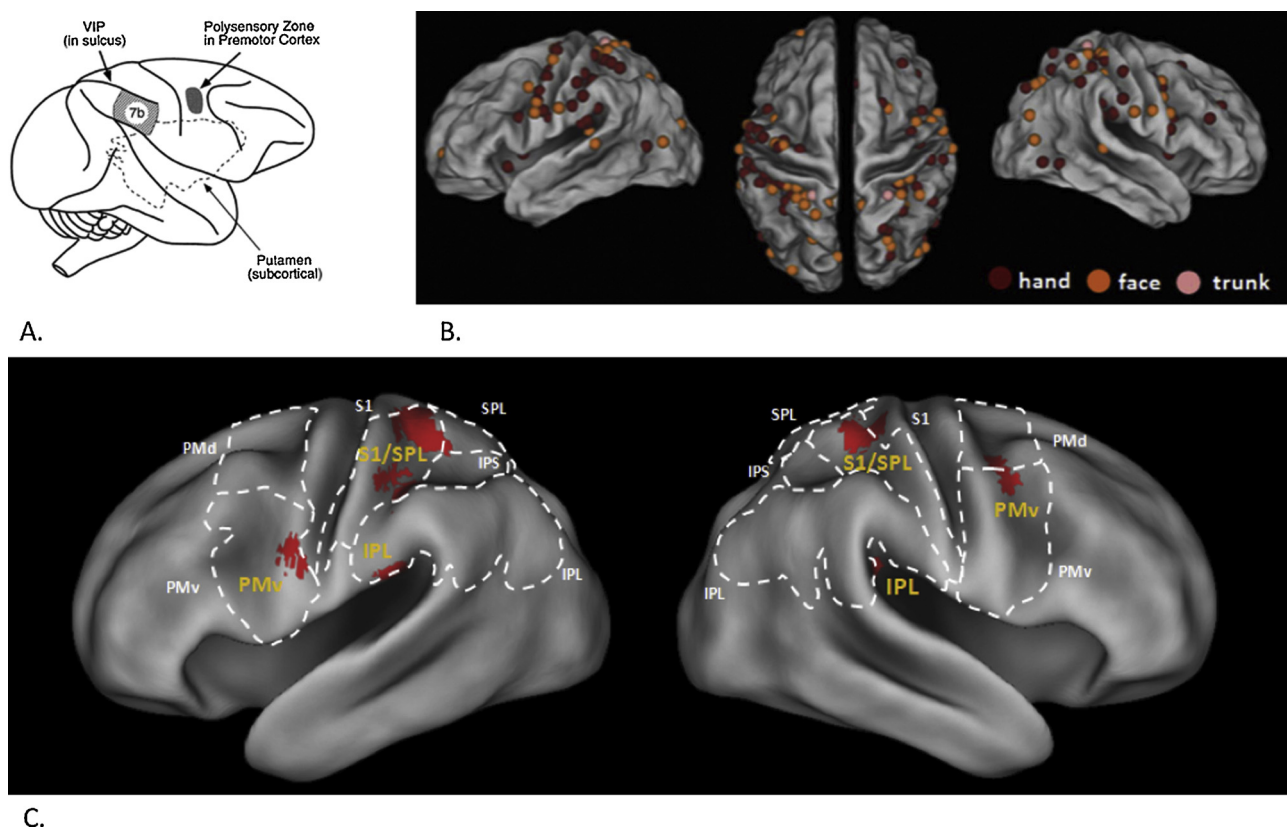 VIP
(in sulcus)
Polysensory Zone
in Premotor Cortex
7b
Putamen
(subcortical)
A.
hand face trunk
B.
S1
SPL
PMd
S1/SPL
IPS
IPL
PMv
PMv
IPL
SPL
S1
PMd
S1/SPL
IPS
PMv
IPL
IPL
PMv
C.